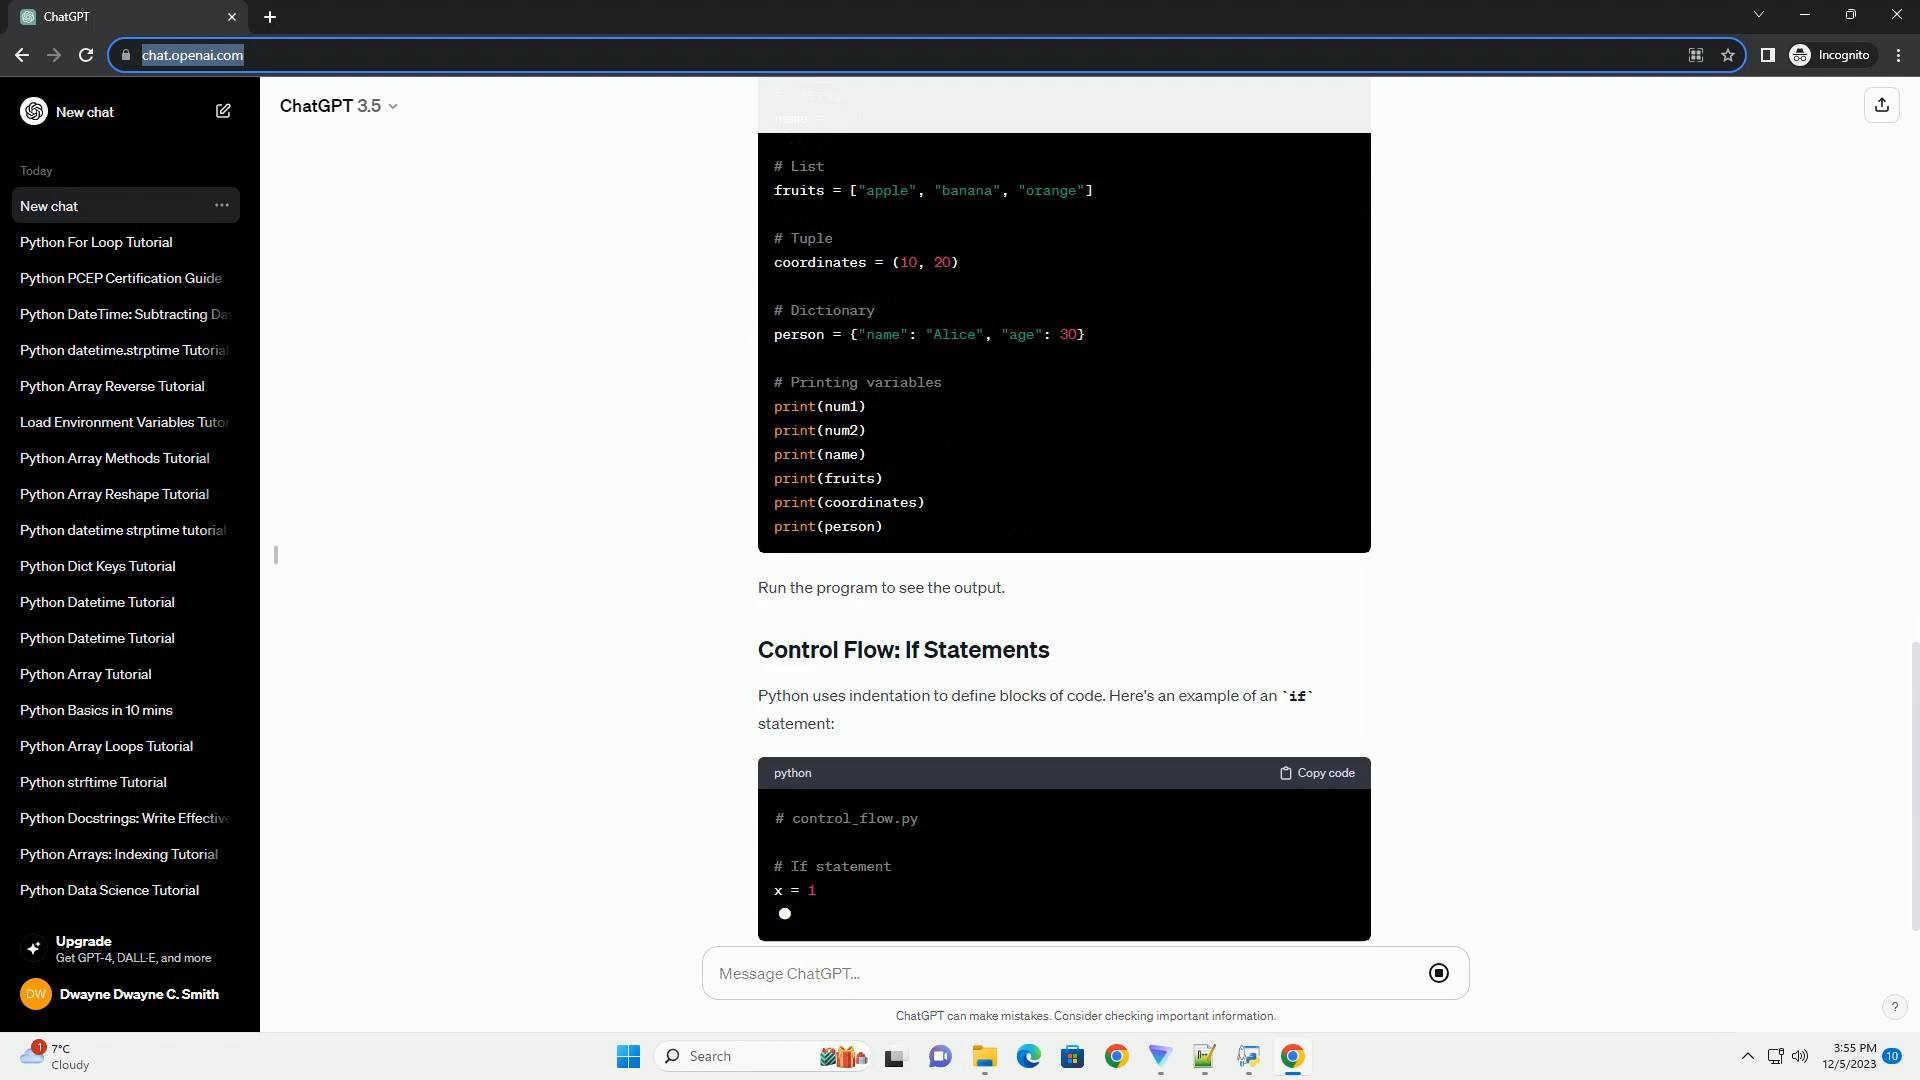 ChatGPT
chat.openai.com
Incognito
New chat
Today
New chat
Python For Loop Tutorial
Python PCEP Certification Guide
Python DateTime: Subtracting Da
Python datetime.strptime Tutorial
Python Array Reverse Tutorial
Load Environment Variables Tutor
Python Array Methods Tutorial
Python Array Reshape Tutorial
Python datetime strptime tutorial
Python Dict Keys Tutorial
Python Datetime Tutorial
Python Datetime Tutorial
Python Array Tutorial
Python Basics in 10 mins
Python Array Loops Tutorial
Python strftime Tutorial
Python Docstrings: Write Effective
Python Arrays: Indexing Tutorial
Python Data Science Tutorial
Upgrade
Get GPT-4, DALL·E, and more
DW
Dwayne Dwayne C. Smith
ChatGPT 3.5
name =
# List
fruits = ["apple", "banana", "orange"]
# Tuple
coordinates = (10, 20)
# Dictionary
person = {"name": "Alice", "age": 30}
# Printing variables
print(num1)
print(num2)
print(name)
print(fruits)
print(coordinates)
print(person)
Run the program to see the output.
Control Flow: If Statements
Python uses indentation to define blocks of code. Here's an example of an `if`
statement:
python
Copy code
# control_flow.py
# If statement
x = 1
Message ChatGPT...
ChatGPT can make mistakes. Consider checking important information.
?
1
7°C
Cloudy
Search
3:55 PM
12/5/2023
10